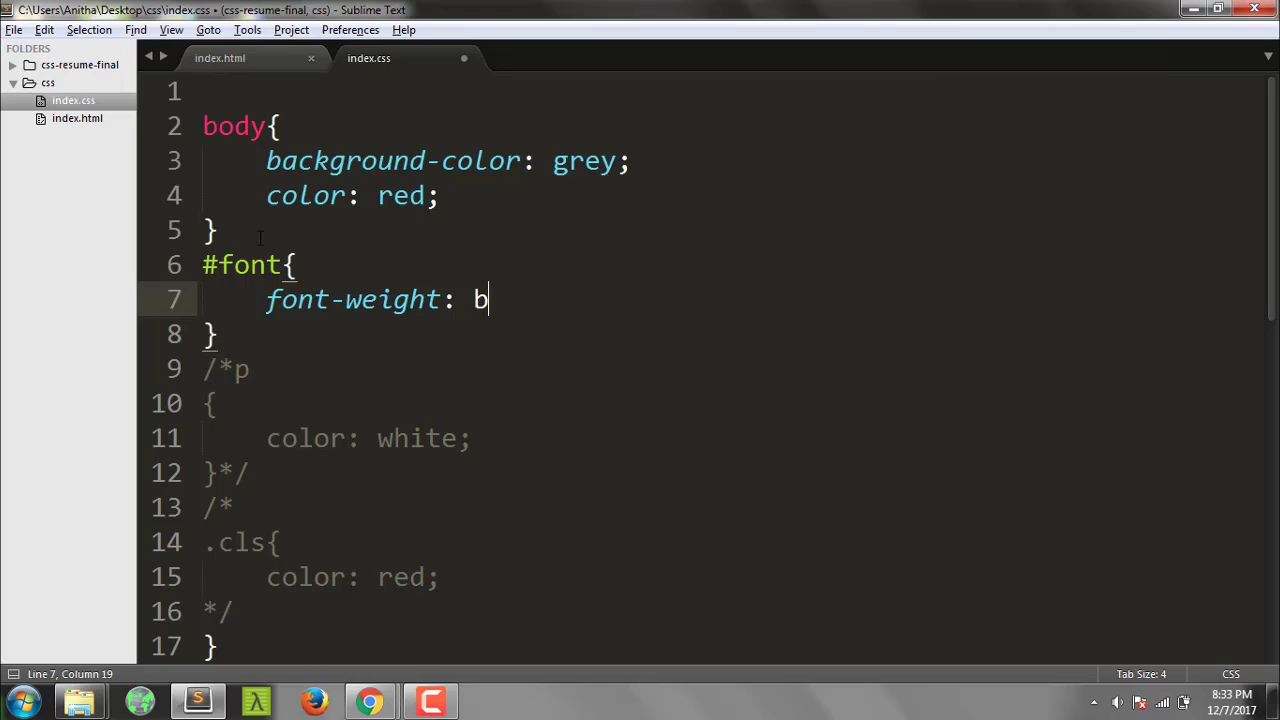 C:\Users\Anitha\Desktop\css\index.css • (css-resume-final, css) - Sublime Text
File Edit Selection Find View Goto Tools Project Preferences Help
FOLDERS
css-resume-final
css
index.css
index.html
index.html × index.css
1
2 body{
3 background-color: grey;
4 color: red;
5 }
6 #font{
7 font-weight: b
8 }
9 /*p
10 {
11 color: white;
12 }*/
13 /*
14 .cls{
15 color: red;
16 */
17 }
Line 7, Column 19 Tab Size: 4 CSS
8:33 PM
12/7/2017